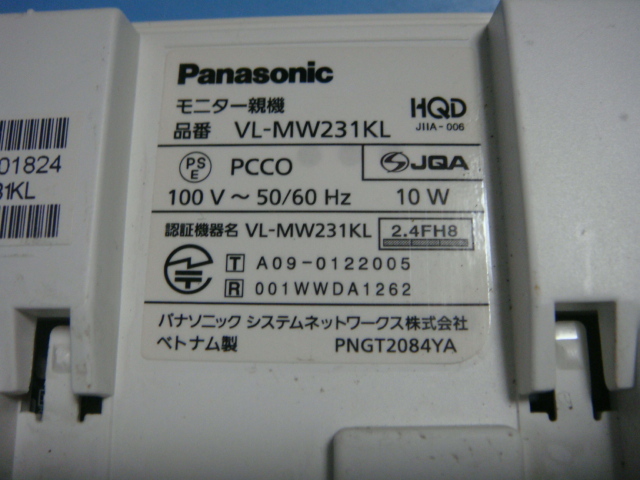 Panasonic
モニター親機
HQD
JIIA-006
品番 VL-MW231KL
PS
E
PCCO
JQA
100 V ～ 50/60 Hz 10 W
認証機器名 VL-MW231KL 2.4FH8
T A09-0122005
R 001WWDA1262
パナソニック システムネットワークス株式会社
ベトナム製 PNGT2084YA
01824
31KL